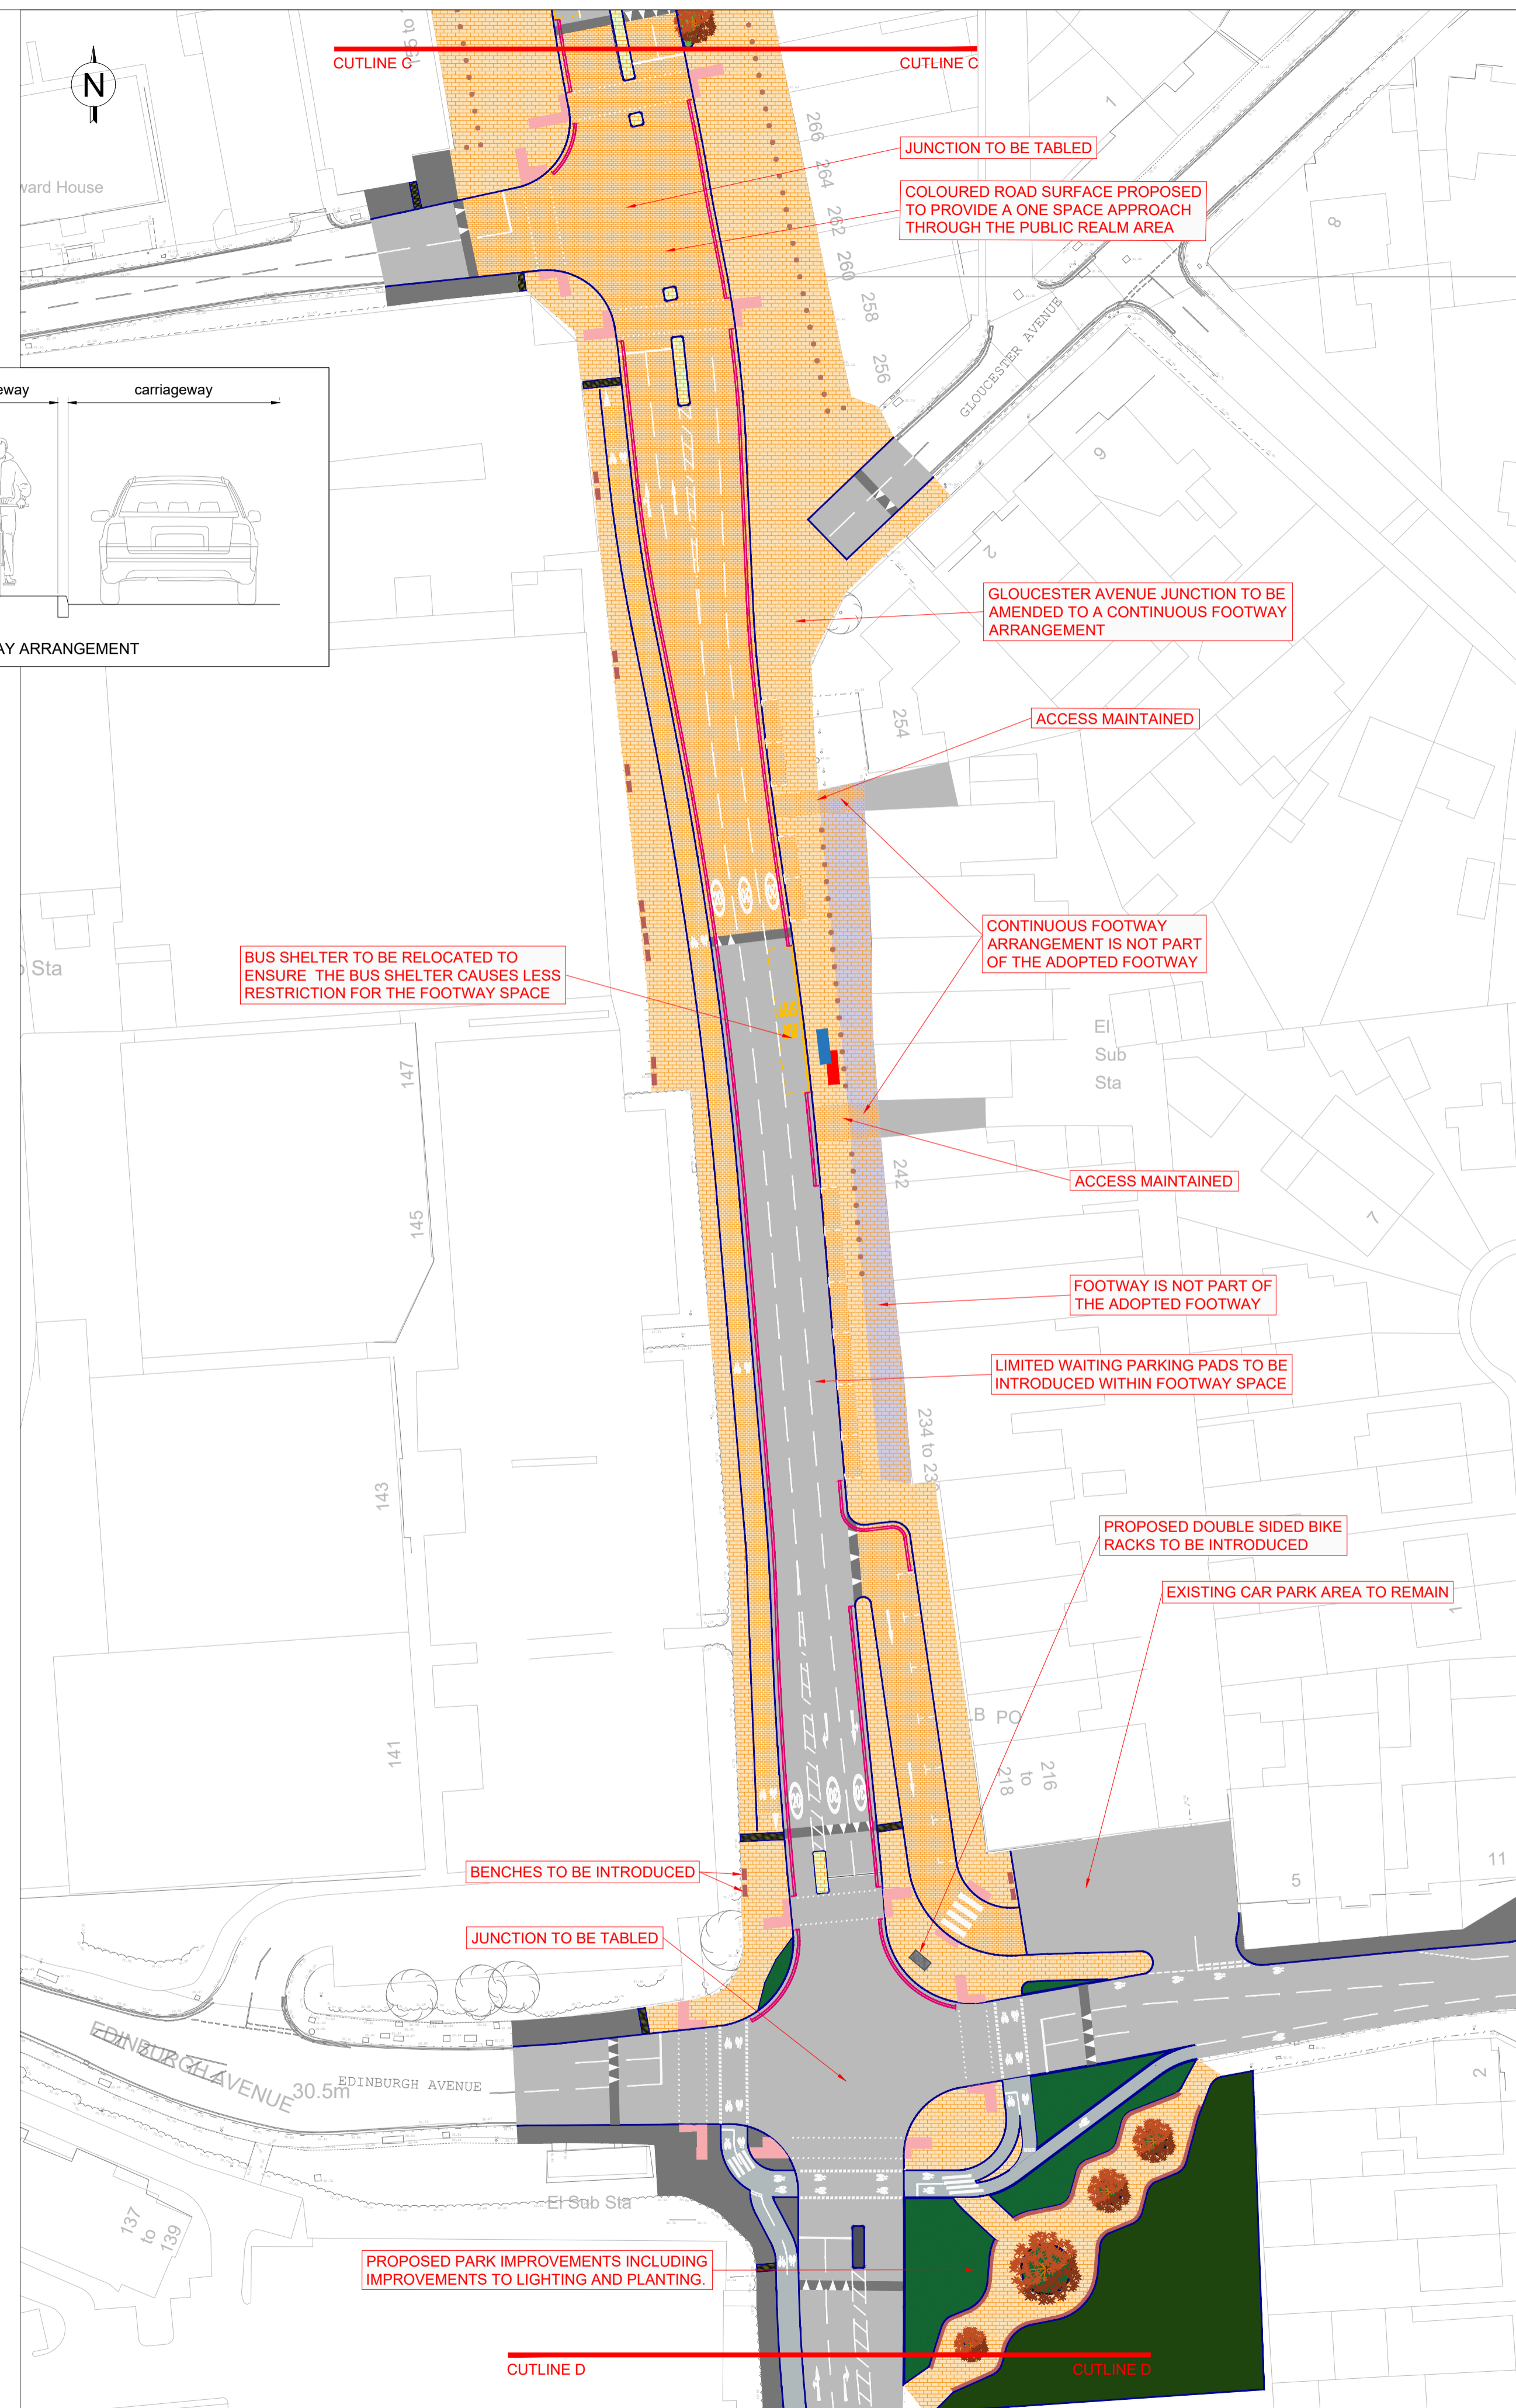 CUTLINE C
CUTLINE C
N
JUNCTION TO BE TABLED
COLOURED ROAD SURFACE PROPOSED
TO PROVIDE A ONE SPACE APPROACH
THROUGH THE PUBLIC REALM AREA
ward House
1
8
266
264
262
260
258
256
GLOUCESTER AVENUE
eway
carriageway
AY ARRANGEMENT
9
2
GLOUCESTER AVENUE JUNCTION TO BE
AMENDED TO A CONTINUOUS FOOTWAY
ARRANGEMENT
254
ACCESS MAINTAINED
CONTINUOUS FOOTWAY
ARRANGEMENT IS NOT PART
OF THE ADOPTED FOOTWAY
BUS SHELTER TO BE RELOCATED TO
ENSURE THE BUS SHELTER CAUSES LESS
RESTRICTION FOR THE FOOTWAY SPACE
Sta
20
20
El
Sub
Sta
147
242
ACCESS MAINTAINED
145
7
FOOTWAY IS NOT PART OF
THE ADOPTED FOOTWAY
LIMITED WAITING PARKING PADS TO BE
INTRODUCED WITHIN FOOTWAY SPACE
234 to 23
143
PROPOSED DOUBLE SIDED BIKE
RACKS TO BE INTRODUCED
EXISTING CAR PARK AREA TO REMAIN
1
141
B PO
216
to
218
20
30
30
BENCHES TO BE INTRODUCED
5
11
JUNCTION TO BE TABLED
EDINBURGH AVENUE
30.5m
EDINBURGH AVENUE
2
El Sub Sta
137
to
139
PROPOSED PARK IMPROVEMENTS INCLUDING
IMPROVEMENTS TO LIGHTING AND PLANTING.
CUTLINE D
CUTLINE D